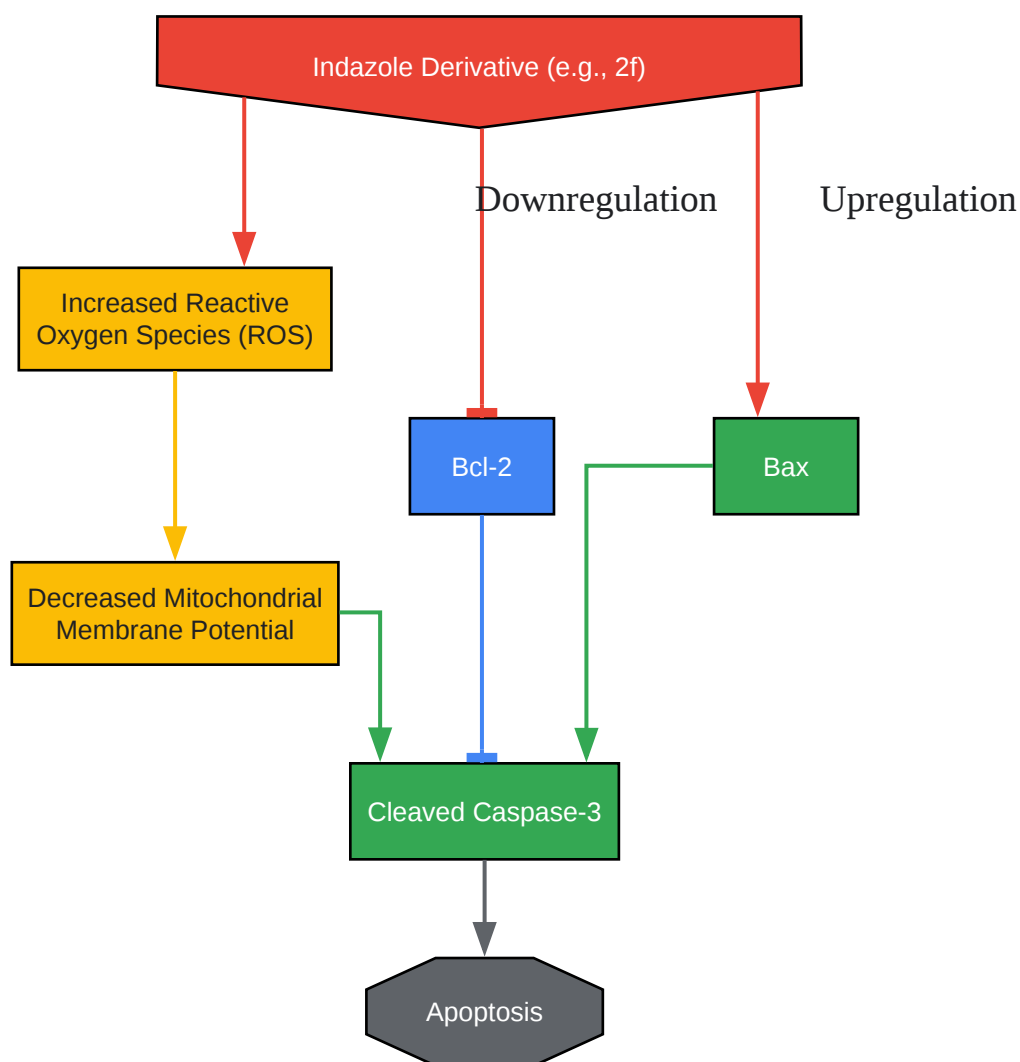 Indazole Derivative (e.g., 2f)
Downregulation
Upregulation
Increased Reactive
Oxygen Species (ROS)
Bcl-2
Bax
Decreased Mitochondrial
Membrane Potential
Cleaved Caspase-3
Apoptosis